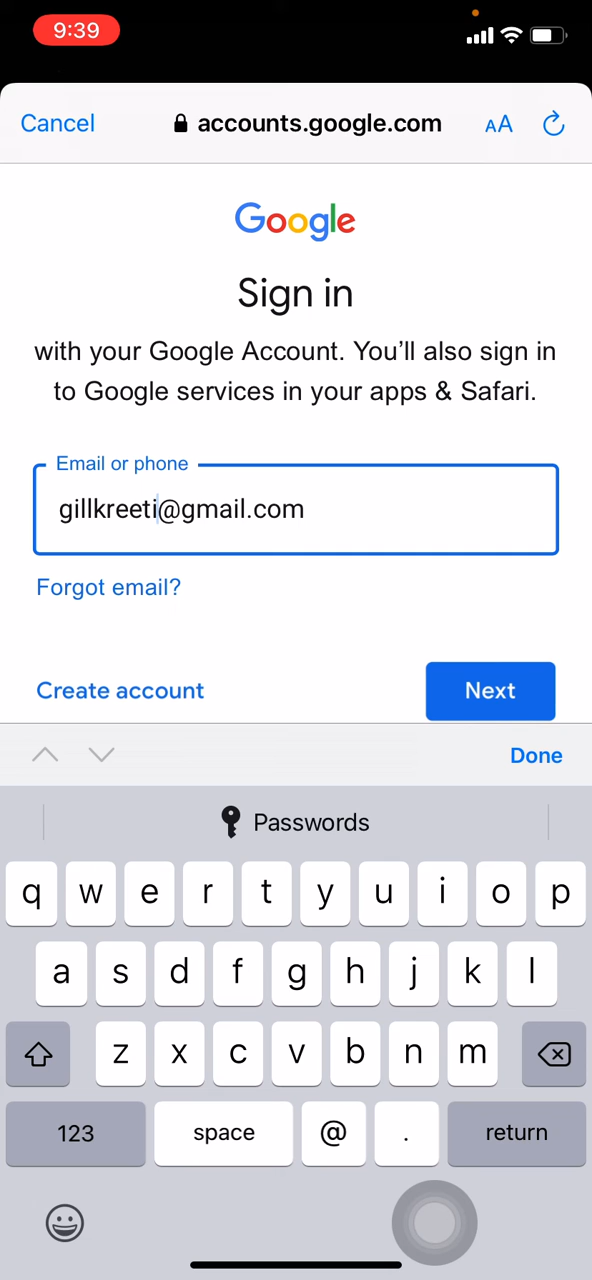 9:39
Cancel accounts.google.com AA
Google
Sign in
with your Google Account. You’ll also sign in
to Google services in your apps & Safari.
Email or phone
gillkreeti@gmail.com
Forgot email?
Create account Next
Done
Passwords
q w e r t y u i o p
a s d f g h j k l
z x c v b n m
123 space @ . return